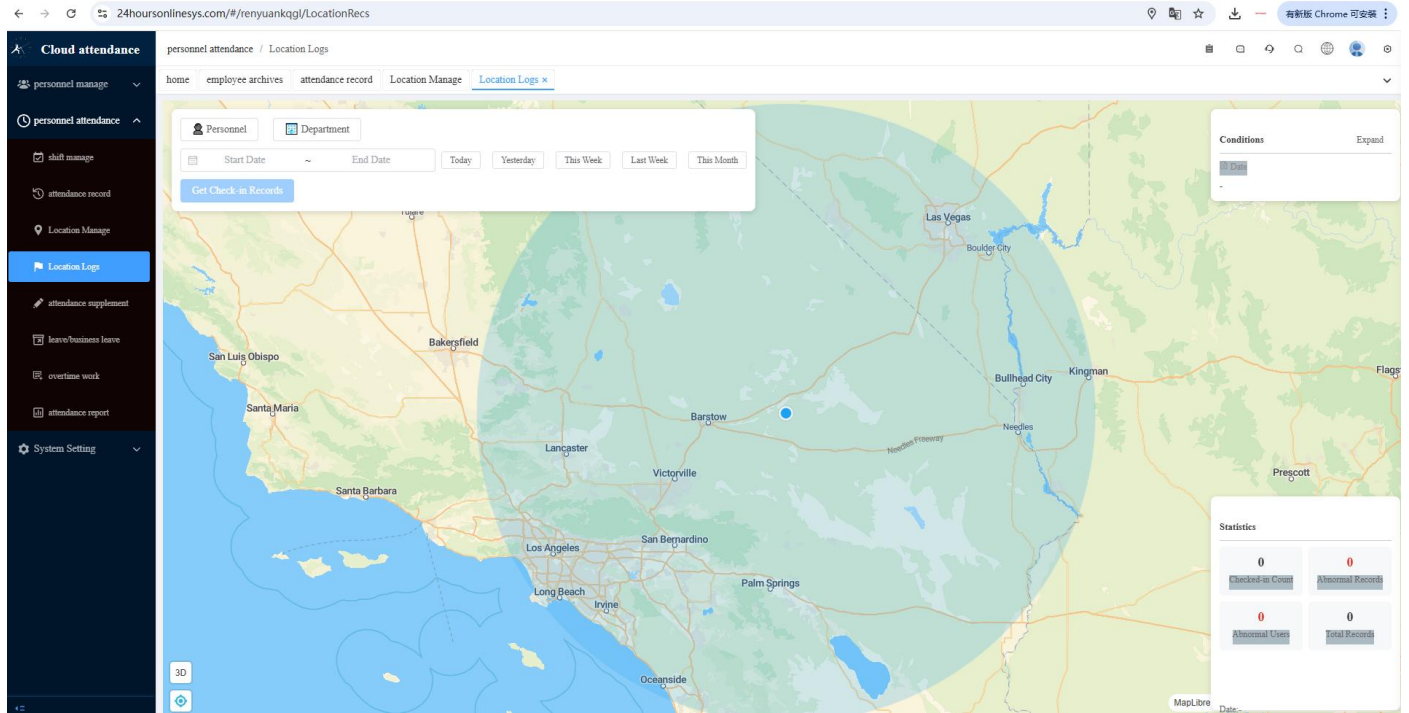 24hoursonlinesys.com/#/renyuankqgl/LocationRecs
有新版 Chrome 可安裝
Cloud attendance
personnel attendance / Location Logs
personnel manage
home employee archives attendance record Location Manage Location Logs ×
personnel attendance
shift manage
attendance record
Location Manage
Location Logs
attendance supplement
leave/business leave
overtime work
attendance report
System Setting
Personnel Department
Start Date ~ End Date Today Yesterday This Week Last Week This Month
Get Check-in Records
Conditions Expand
Date
-
Tulare
Las Vegas
Boulder City
Bakersfield
San Luis Obispo
Kingman
Flags
Bullhead City
Santa Maria
Barstow
Needles
Needles Freeway
Lancaster
Victorville
Prescott
Santa Barbara
San Bernardino
Los Angeles
Palm Springs
Long Beach
Irvine
Oceanside
3D
MapLibre
Statistics
0 0
Checked-in Count Abnormal Records
0 0
Abnormal Users Total Records
Date:-